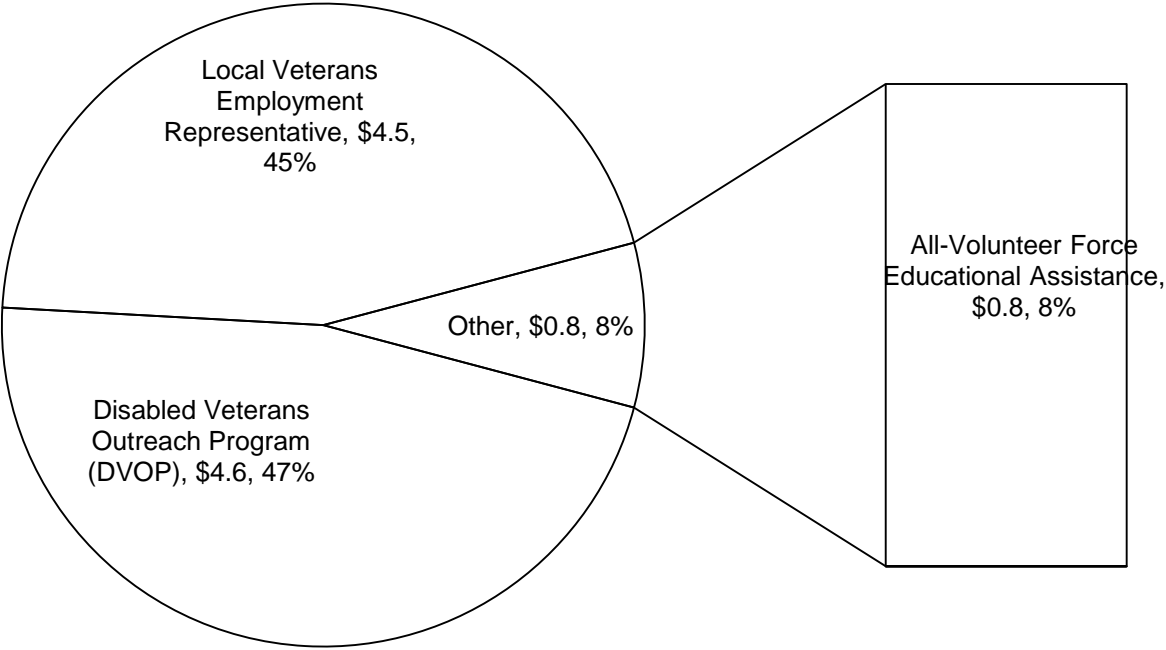 Local Veterans
Employment
Representative, $4.5,
45%
All-Volunteer Force
Educational Assistance,
$0.8, 8%
Other, $0.8, 8%
Disabled Veterans
Outreach Program
(DVOP), $4.6, 47%